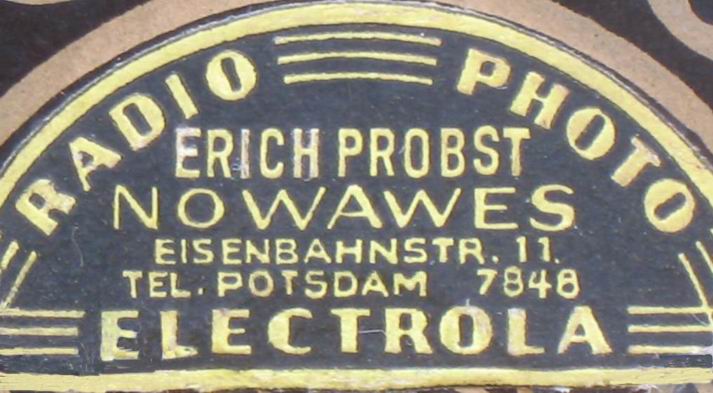 RADIO PHOTO
ERICH PROBST
NOWAWES
EISENBAHNSTR. 11.
TEL. POTSDAM 7848
ELECTROLA